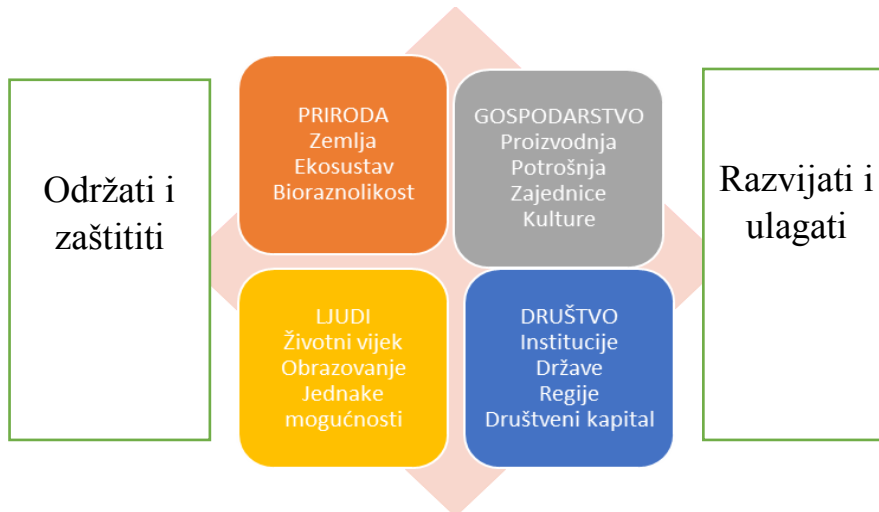 Održati i
zaštititi
PRIRODA
Zemlja
Ekosustav
Bioraznolikost
GOSPODARSTVO
Proizvodnja
Potrošnja
Zajednice
Kulture
LJUDI
Životni vijek
Obrazovanje
Jednake
mogućnosti
DRUŠTVO
Institucije
Države
Regije
Društveni kapital
Razvijati i
ulagati